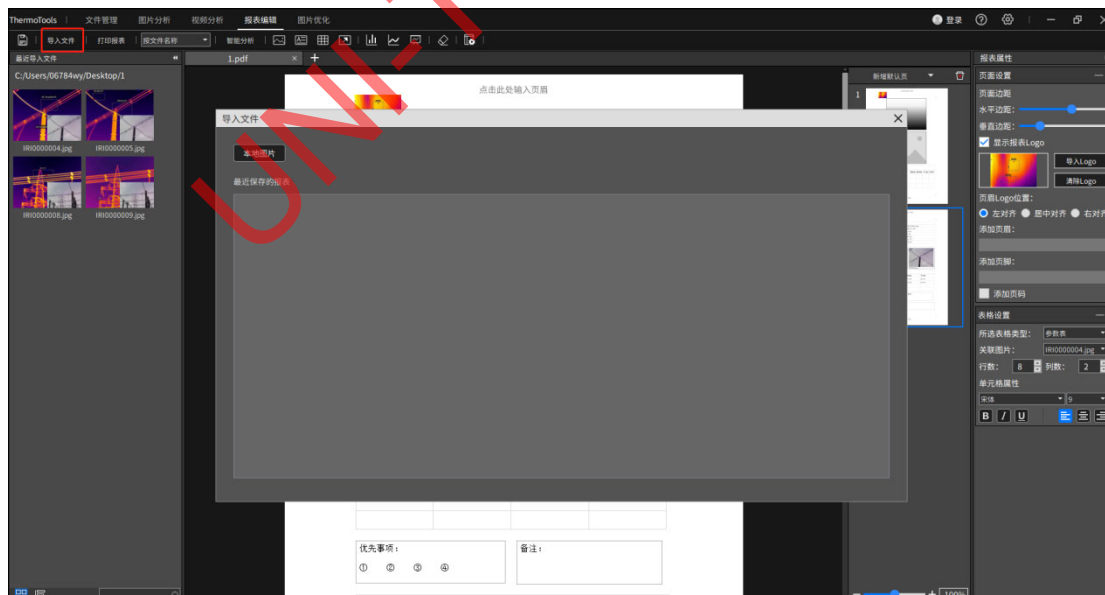 ThermoTools 文件管理 图片分析 视频分析 报表编辑 图片优化 登录
导入文件 打印报表 按文件名称 智能分析
最近导入文件 1.pdf 报表属性
C:/Users/06784wy/Desktop/1
IRI0000004.jpg IRI0000005.jpg
IRI0000008.jpg IRI0000009.jpg
点击此处输入页眉
导入文件
本地图片
最近保存的报表
优先事项:
① ② ③ ④
备注:
新增默认页
1
100%
页面设置
页面边距
水平边距:
垂直边距:
显示报表Logo
导入Logo
清除Logo
页眉Logo位置:
左对齐 居中对齐 右对齐
添加页眉:
添加页脚:
添加页码
表格设置
所选表格类型: 参数表
关联图片: IRI0000004.jpg
行数: 8 列数: 2
单元格属性
宋体 9
B I U
UNI-T